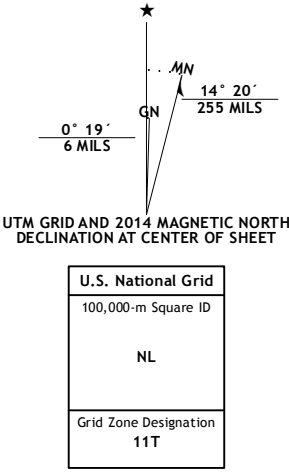 MN
14° 20´
255 MILS
GN
0° 19´
6 MILS
UTM GRID AND 2014 MAGNETIC NORTH
DECLINATION AT CENTER OF SHEET
U.S. National Grid
100,000-m Square ID
NL
Grid Zone Designation
11T